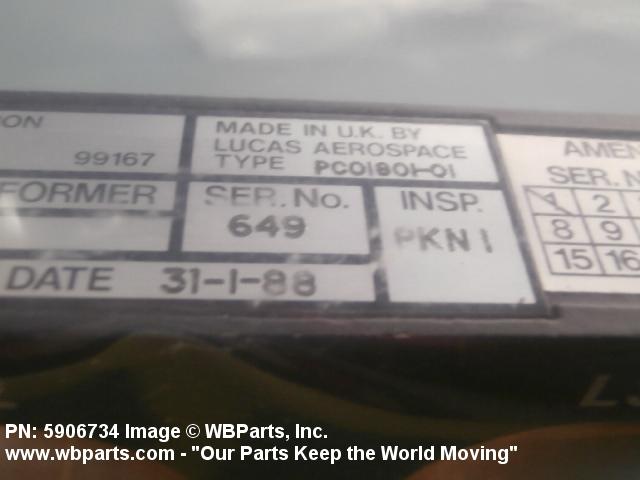 ON
99167
MADE IN U.K. BY
LUCAS AEROSPACE
TYPE PC01801-01
FORMER
SER. No.
649
INSP.
PKN 1
DATE 31-1-88
AMEN
SER. N
1 2
8 9
15 16
PN: 5906734 Image © WBParts, Inc.
www.wbparts.com - "Our Parts Keep the World Moving"